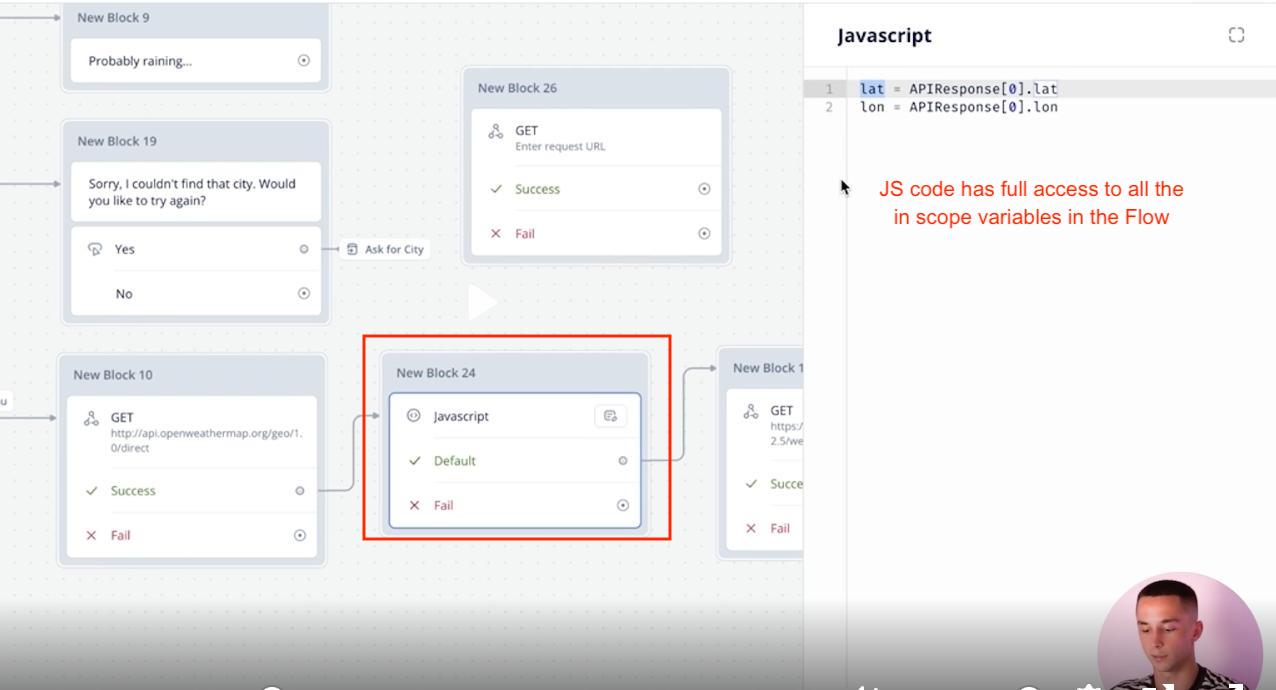 New Block 9
Probably raining...
New Block 19
Sorry, I couldn't find that city. Would
you like to try again?
Yes
Ask for City
No
New Block 26
GET
Enter request URL
Success
Fail
New Block 10
GET
http://api.openweathermap.org/geo/1.
0/direct
Success
Fail
New Block 24
Javascript
Default
Fail
New Block 1
GET
https:/
2.5/we
Succe
Fail
u
Javascript
1 lat = APIResponse[0].lat
2 lon = APIResponse[0].lon
JS code has full access to all the
in scope variables in the Flow